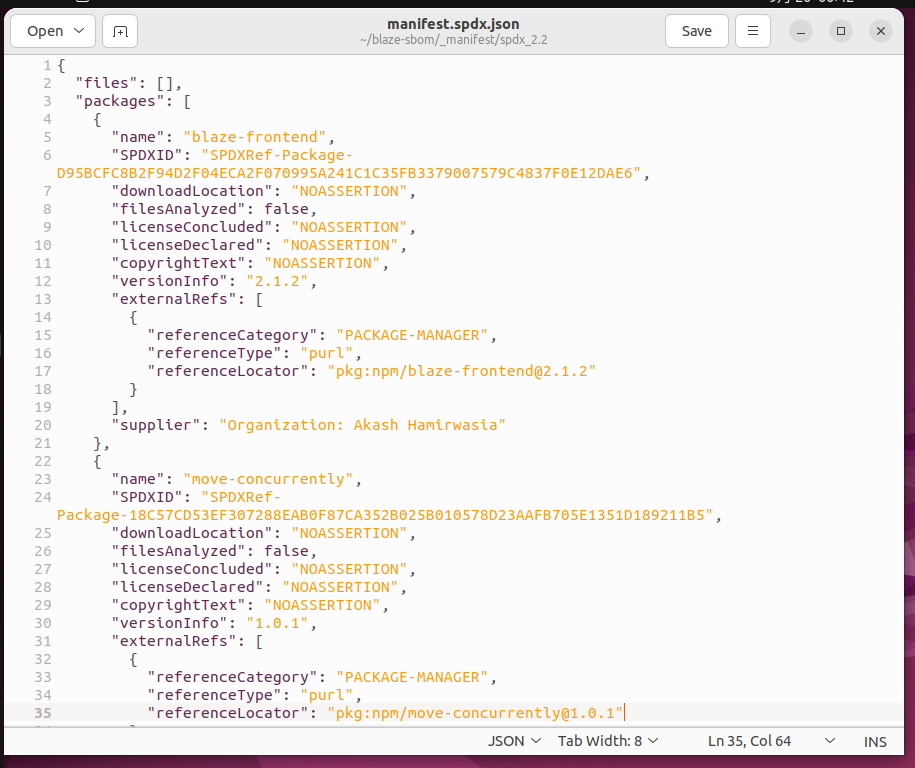 Open
manifest.spdx.json
~/blaze-sbom/_manifest/spdx_2.2
Save
1 {
2 "files": [],
3 "packages": [
4 {
5 "name": "blaze-frontend",
6 "SPDXID": "SPDXRef-Package-
D95BCFC8B2F94D2F04ECA2F070995A241C1C35FB3379007579C4837F0E12DAE6",
7 "downloadLocation": "NOASSERTION",
8 "filesAnalyzed": false,
9 "licenseConcluded": "NOASSERTION",
10 "licenseDeclared": "NOASSERTION",
11 "copyrightText": "NOASSERTION",
12 "versionInfo": "2.1.2",
13 "externalRefs": [
14 {
15 "referenceCategory": "PACKAGE-MANAGER",
16 "referenceType": "purl",
17 "referenceLocator": "pkg:npm/blaze-frontend@2.1.2"
18 }
19 ],
20 "supplier": "Organization: Akash Hamirwasia"
21 },
22 {
23 "name": "move-concurrently",
24 "SPDXID": "SPDXRef-
Package-18C57CD53EF307288EAB0F87CA352B025B010578D23AAFB705E1351D189211B5",
25 "downloadLocation": "NOASSERTION",
26 "filesAnalyzed": false,
27 "licenseConcluded": "NOASSERTION",
28 "licenseDeclared": "NOASSERTION",
29 "copyrightText": "NOASSERTION",
30 "versionInfo": "1.0.1",
31 "externalRefs": [
32 {
33 "referenceCategory": "PACKAGE-MANAGER",
34 "referenceType": "purl",
35 "referenceLocator": "pkg:npm/move-concurrently@1.0.1"
JSON Tab Width: 8 Ln 35, Col 64 INS